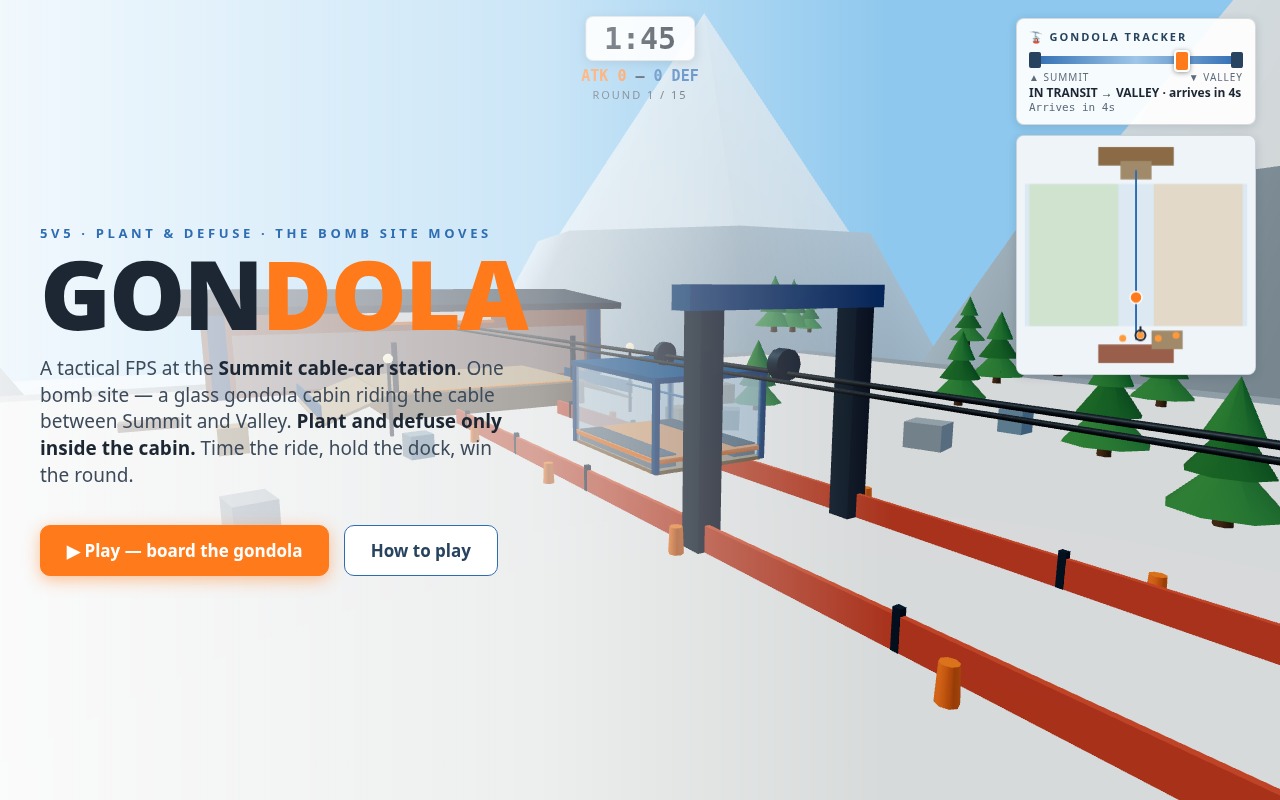 1:45
ATK 0 — 0 DEF
ROUND 1 / 15
🚡 GONDOLA TRACKER
▲ SUMMIT ▼ VALLEY
IN TRANSIT → VALLEY · arrives in 4s
Arrives in 4s
5V5 · PLANT & DEFUSE · THE BOMB SITE MOVES
GONDOLA
A tactical FPS at the Summit cable-car station. One
bomb site — a glass gondola cabin riding the cable
between Summit and Valley. Plant and defuse only
inside the cabin. Time the ride, hold the dock, win
the round.
▶ Play — board the gondola
How to play